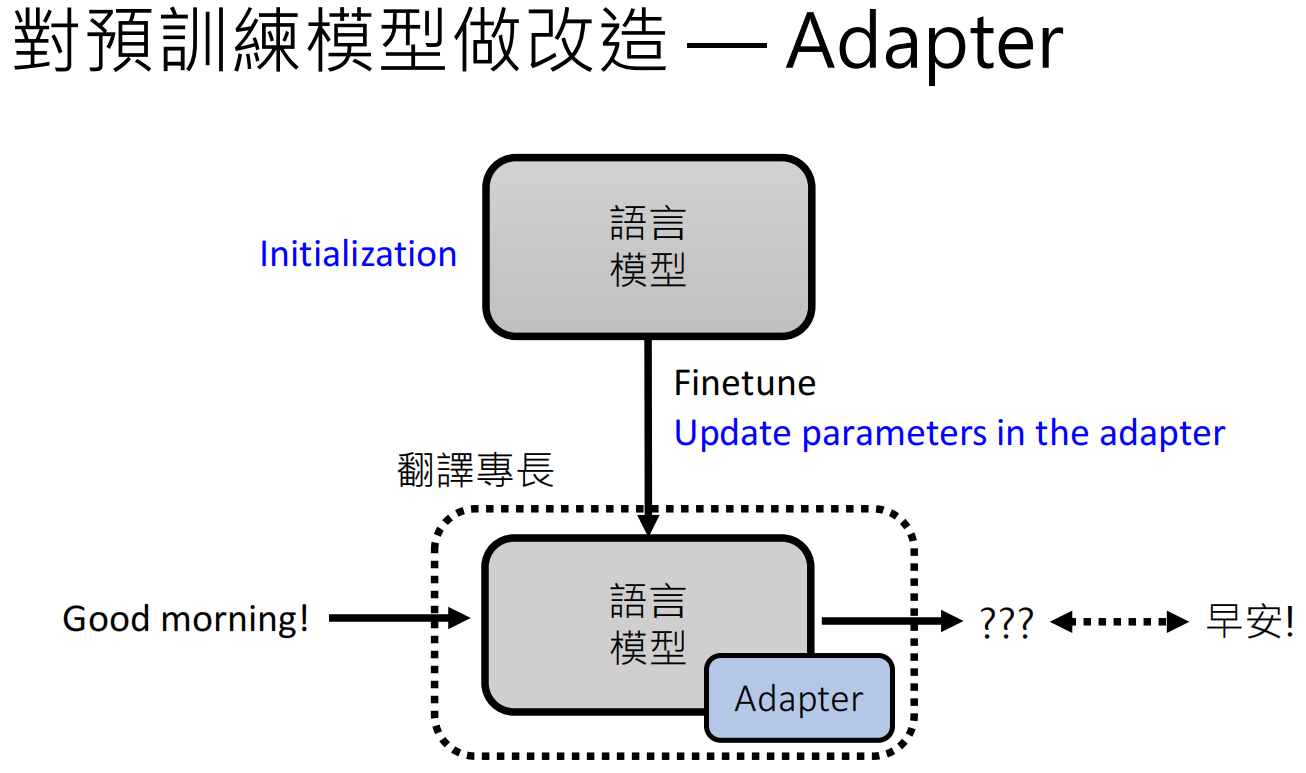 對預訓練模型做改造 — Adapter
語言
模型
Initialization
Finetune
Update parameters in the adapter
翻譯專長
Good morning!
語言
模型
Adapter
???
早安!